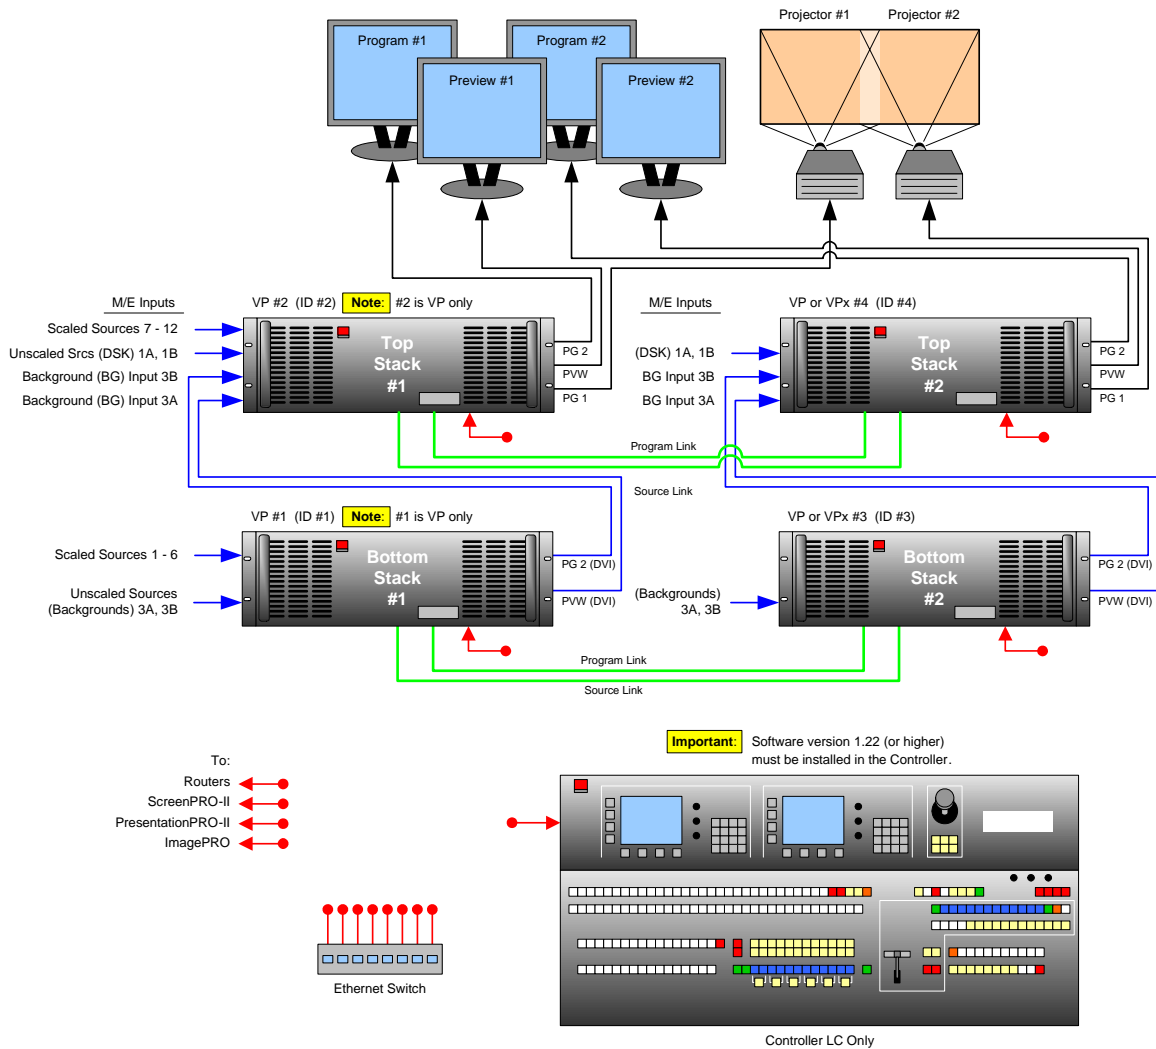 Projector #1
Projector #2
Program #1
Program #2
Preview #1
Preview #2
M/E Inputs
VP #2 (ID #2)
Note: #2 is VP only
M/E Inputs
VP or VPx #4 (ID #4)
Scaled Sources 7 - 12
Unscaled Srcs (DSK) 1A, 1B
Background (BG) Input 3B
Background (BG) Input 3A
Top
Stack
#1
PG 2
PVW
PG 1
(DSK) 1A, 1B
BG Input 3B
BG Input 3A
Top
Stack
#2
PG 2
PVW
PG 1
Program Link
Source Link
VP #1 (ID #1)
Note: #1 is VP only
VP or VPx #3 (ID #3)
Scaled Sources 1 - 6
Unscaled Sources
(Backgrounds) 3A, 3B
Bottom
Stack
#1
PG 2 (DVI)
PVW (DVI)
(Backgrounds)
3A, 3B
Bottom
Stack
#2
PG 2 (DVI)
PVW (DVI)
Program Link
Source Link
Important: Software version 1.22 (or higher)
must be installed in the Controller.
To:
Routers
ScreenPRO-II
PresentationPRO-II
ImagePRO
Ethernet Switch
Controller LC Only